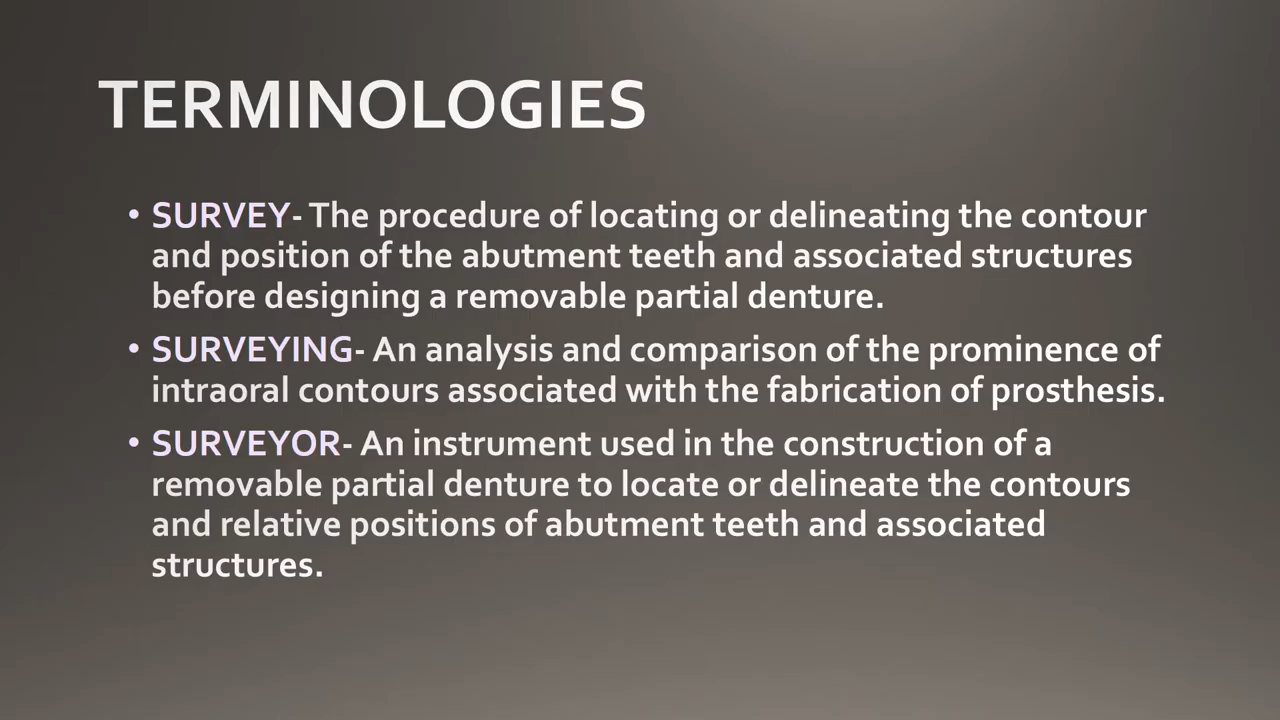 TERMINOLOGIES
• SURVEY- The procedure of locating or delineating the contour
and position of the abutment teeth and associated structures
before designing a removable partial denture.
• SURVEYING- An analysis and comparison of the prominence of
intraoral contours associated with the fabrication of prosthesis.
• SURVEYOR- An instrument used in the construction of a
removable partial denture to locate or delineate the contours
and relative positions of abutment teeth and associated
structures.